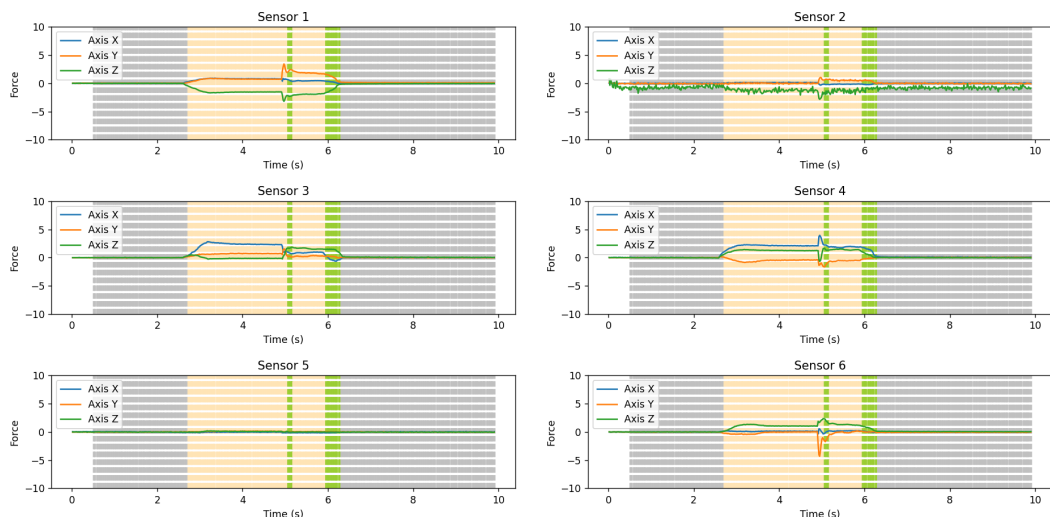 Sensor 1
10
5
0
−5
−10
Force
Axis X
Axis Y
Axis Z
0
2
4
6
8
10
Time (s)
Sensor 2
10
5
0
−5
−10
Force
Axis X
Axis Y
Axis Z
0
2
4
6
8
10
Time (s)
Sensor 3
10
5
0
−5
−10
Force
Axis X
Axis Y
Axis Z
0
2
4
6
8
10
Time (s)
Sensor 4
10
5
0
−5
−10
Force
Axis X
Axis Y
Axis Z
0
2
4
6
8
10
Time (s)
Sensor 5
10
5
0
−5
−10
Force
Axis X
Axis Y
Axis Z
0
2
4
6
8
10
Time (s)
Sensor 6
10
5
0
−5
−10
Force
Axis X
Axis Y
Axis Z
0
2
4
6
8
10
Time (s)